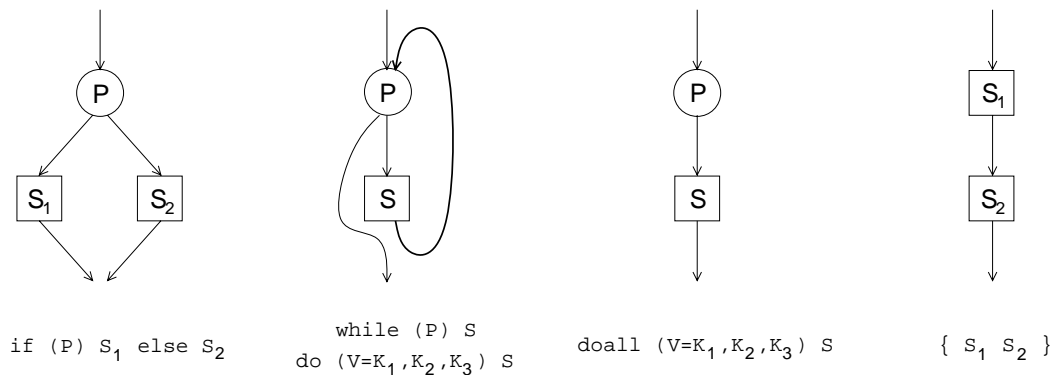 P
S₁
S₂
P
S
P
S
S₁
S₂
if (P) S₁ else S₂
while (P) S
do (V=K₁,K₂,K₃) S
doall (V=K₁,K₂,K₃) S
{ S₁ S₂ }